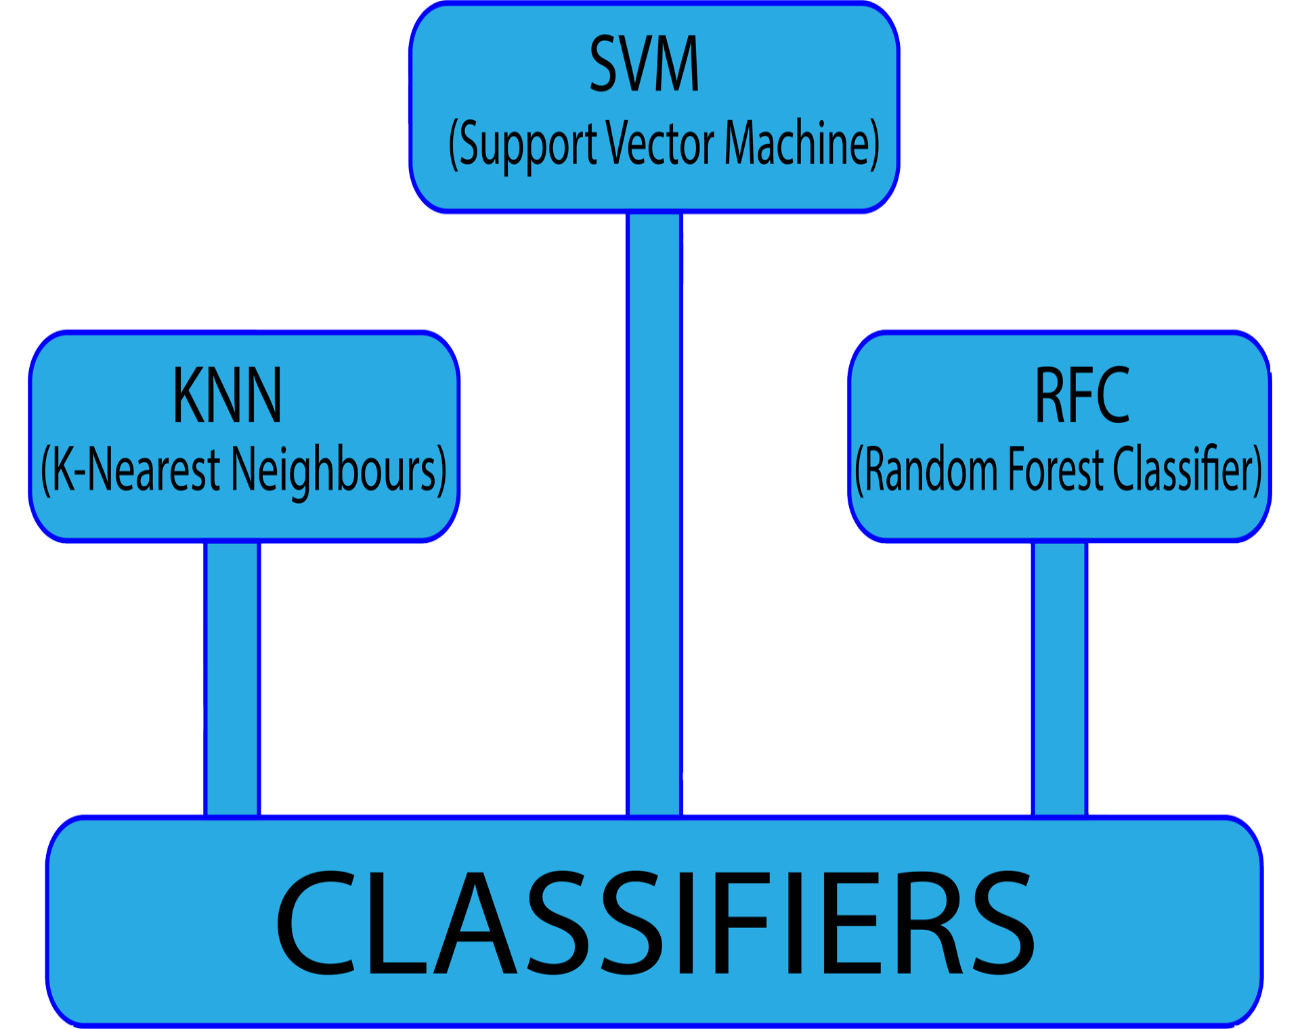 SVM
(Support Vector Machine)
KNN
(K-Nearest Neighbours)
RFC
(Random Forest Classifier)
CLASSIFIERS